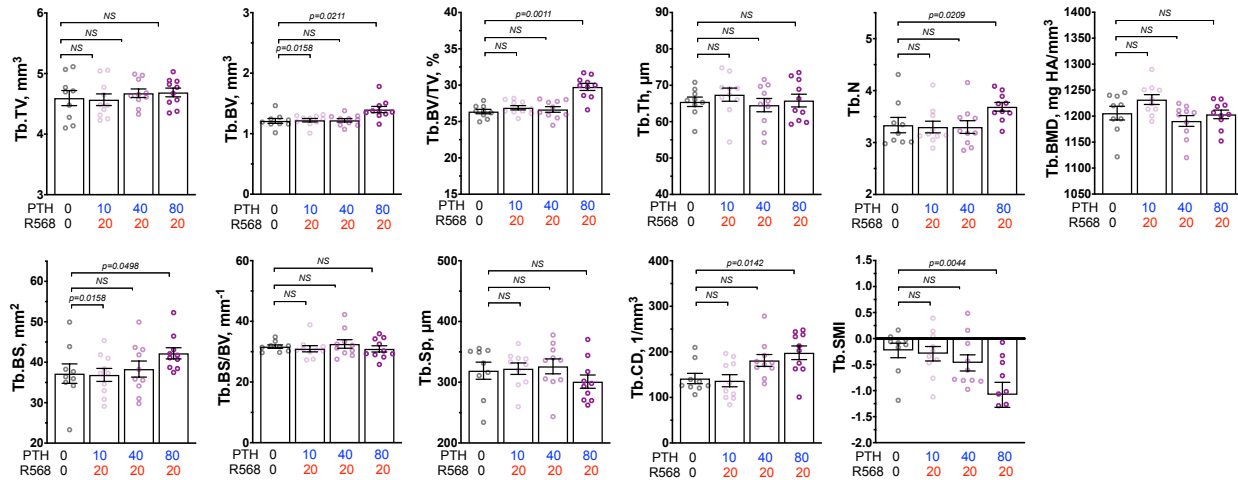 NS
NS
NS
Tb.TV, mm3
6
5
4
3
PTH 0 10 40 80
R568 0 20 20 20
p=0.0211
NS
p=0.0158
Tb.BV, mm3
3
2
1
0
PTH 0 10 40 80
R568 0 20 20 20
p=0.0011
NS
NS
Tb.BV/TV, %
40
35
30
25
20
15
PTH 0 10 40 80
R568 0 20 20 20
NS
NS
NS
Tb.Th, µm
90
80
70
60
50
40
PTH 0 10 40 80
R568 0 20 20 20
p=0.0209
NS
NS
Tb.N
5
4
3
2
PTH 0 10 40 80
R568 0 20 20 20
NS
NS
NS
Tb.BMD, mg HA/mm3
1400
1350
1300
1250
1200
1150
1100
1050
PTH 0 10 40 80
R568 0 20 20 20
p=0.0498
NS
p=0.0158
Tb.BS, mm2
60
50
40
30
20
PTH 0 10 40 80
R568 0 20 20 20
NS
NS
NS
Tb.BS/BV, mm-1
60
40
20
0
PTH 0 10 40 80
R568 0 20 20 20
NS
NS
NS
Tb.Sp, µm
500
400
300
200
PTH 0 10 40 80
R568 0 20 20 20
p=0.0142
NS
NS
Tb.CD, 1/mm3
400
300
200
100
0
PTH 0 10 40 80
R568 0 20 20 20
p=0.0044
NS
NS
Tb.SMI
1.5
1.0
0.5
0.0
-0.5
-1.0
-1.5
-2.0
PTH 0 10 40 80
R568 0 20 20 20